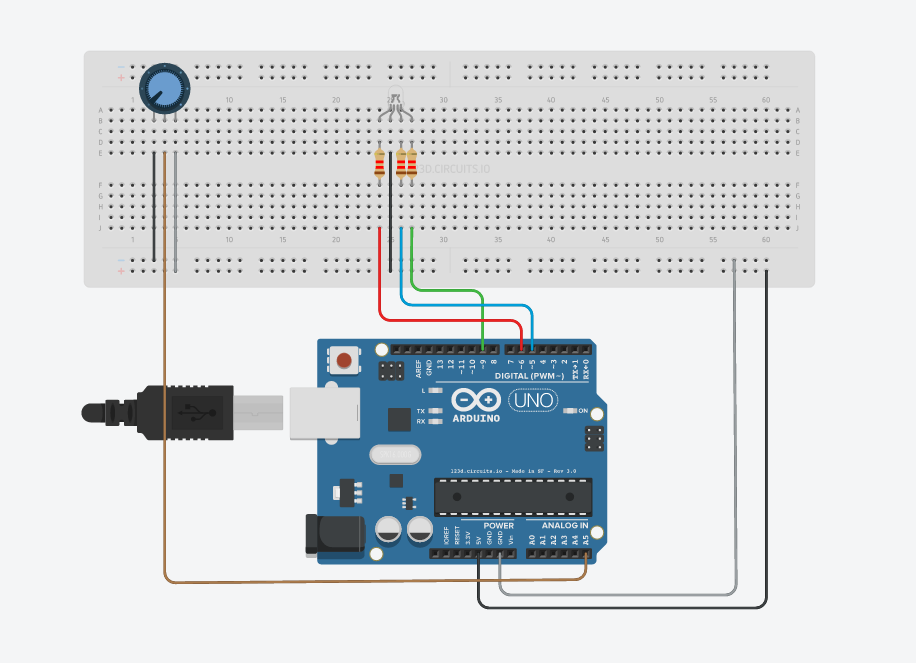 − −
+ +
1 10 15 20 25 30 35 40 45 50 55 60
A A
B B
C C
D D
E E
123D.CIRCUITS.IO
F F
G G
H H
I I
J J
1 10 15 20 25 30 35 40 45 50 55 60
− −
+ +
AREF GND 13 12 ~11 ~10 ~9 8 7 ~6 ~5 4 ~3 2 TX→1 RX←0
DIGITAL (PWM~)
L
TX
RX
ARDUINO
UNO
ON
123d.circuits.io - Made in SF - Rev 3.0
POWER
ANALOG IN
IOREF RESET 3.3V 5V GND GND Vin A0 A1 A2 A3 A4 A5